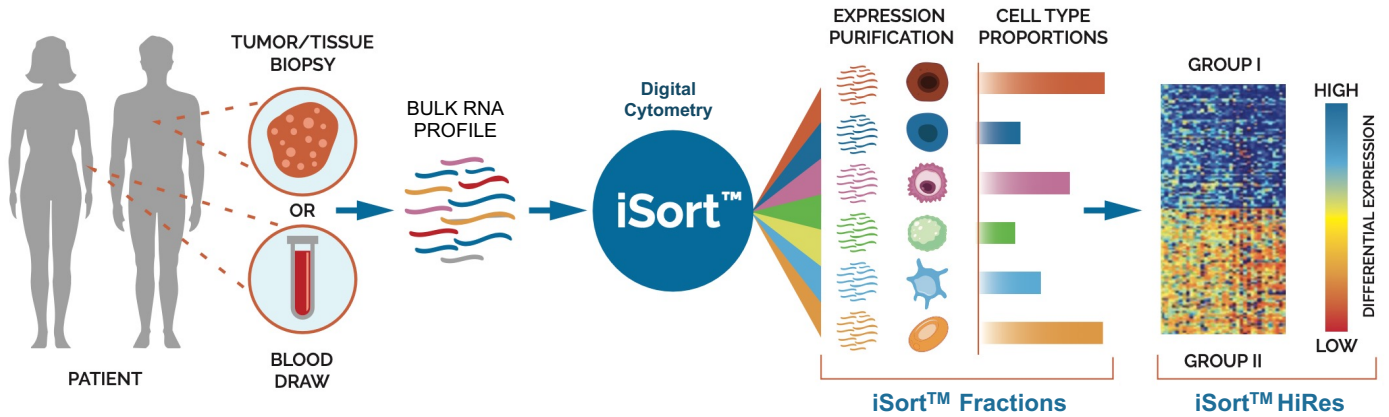 PATIENT
TUMOR/TISSUE
BIOPSY
OR
BLOOD
DRAW
BULK RNA
PROFILE
Digital
Cytometry
iSort™
EXPRESSION
PURIFICATION
CELL TYPE
PROPORTIONS
iSort™ Fractions
GROUP I
GROUP II
HIGH
DIFFERENTIAL EXPRESSION
LOW
iSort™ HiRes